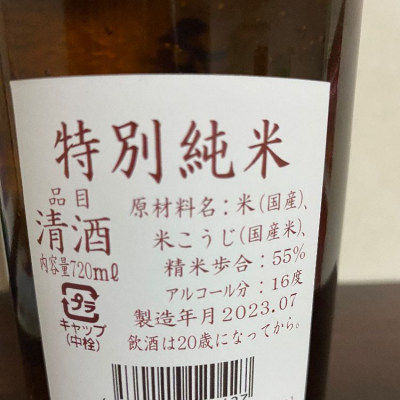 特別純米
品目
清酒
内容量720mℓ
プラ
キャップ
(中栓)
原材料名:米(国産)、
米こうじ(国産米)、
精米歩合:55%
アルコール分:16度
製造年月2023.07
飲酒は20歳になってから。